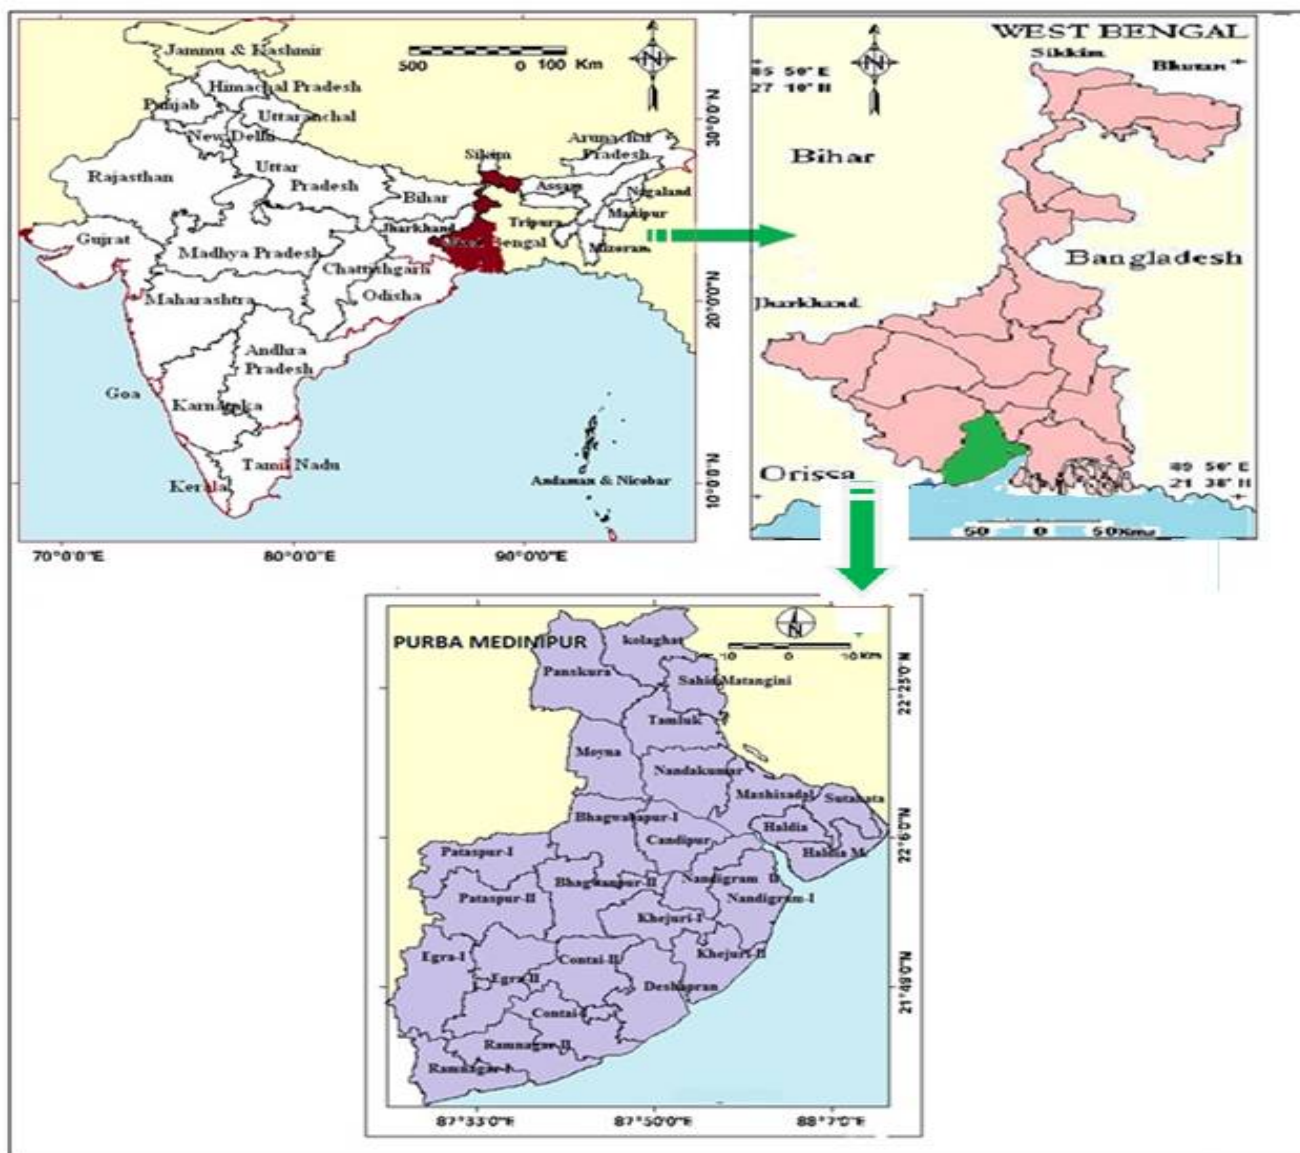 Jammu & Kashmir
500 0 100 Km
N
Himachal Pradesh
Punjab
Uttaranchal
New Delhi
Arunachal
Pradesh
Sikim
Rajasthan
Uttar
Pradesh
Bihar
Assam
Nagaland
Manipur
Tripura
Jharkhand
Bengal
Mizoram
Gujrat
Madhya Pradesh
Chattishgarh
Maharashtra
Odisha
Andhra
Pradesh
Goa
Karnataka
Tamil Nadu
Kerala
Andaman & Nicobar
30°0'0"N
20°0'0"N
10°0'0"N
70°0'0"E
80°0'0"E
90°0'0"E
WEST BENGAL
Sikkim
Bhutan
85 50' E
27 10' N
N
Bihar
Bangladesh
Jharkhand
Orissa
89 50' E
21 38' N
50 0 50Kms
PURBA MEDINIPUR
N
10 0 10 Km
kolaghat
Panskura
Sahid Matangini
Tamluk
Moyna
Nandakumar
Mashisadal
Sutahata
Bhagwabapur-I
Haldia
Candipur
Haldia M.
Pataspur-I
Bhagwanpur-II
Nandigram II
Pataspur-II
Nandigram-I
Khejuri-I
Egra-I
Contai-II
Khejuri-II
Egra-II
Deshapran
Contai-I
Ramnagar-II
Ramnagar-I
22°25'0"N
22°6'0"N
21°49'0"N
87°33'0"E
87°50'0"E
88°7'0"E